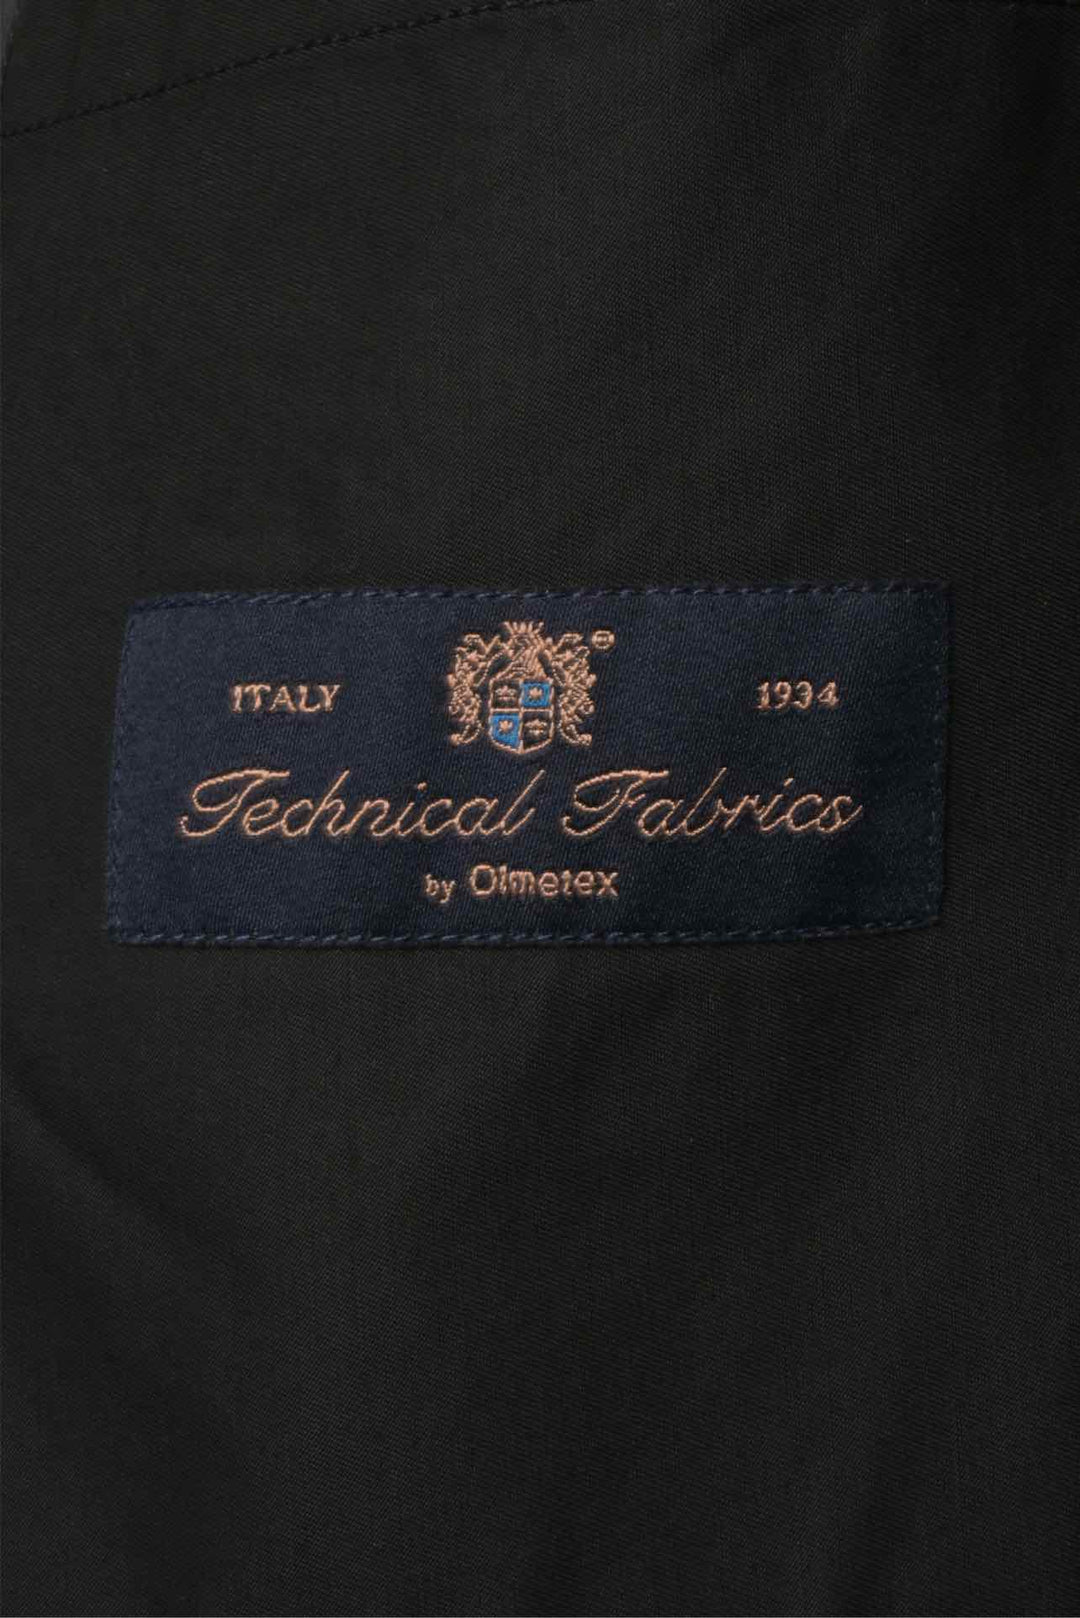 ITALY 1934
Technical Fabrics
by Olmetex